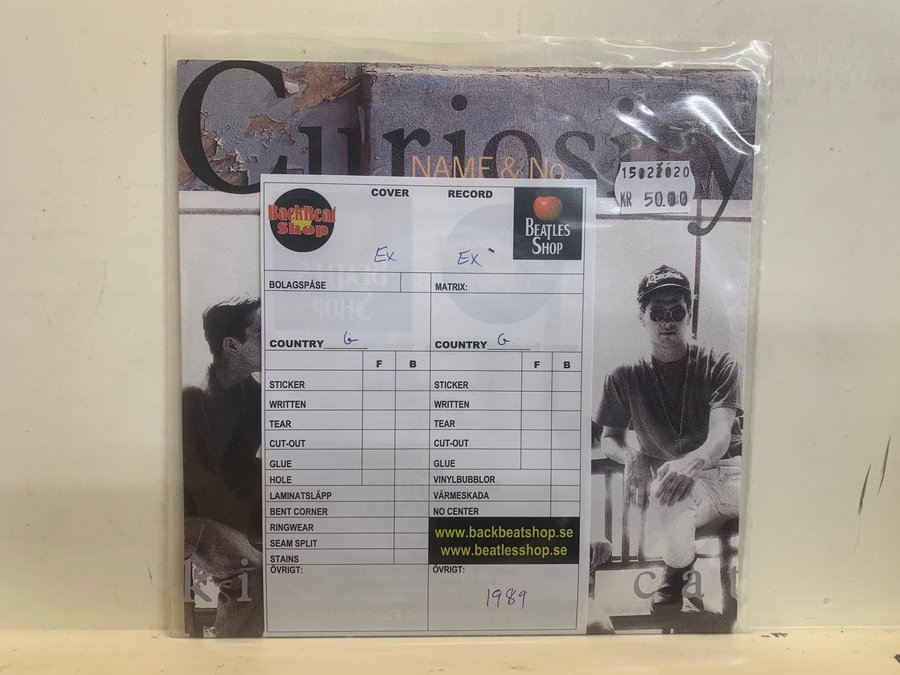 Curiosity
NAME & No
15022020
KR 50.00
COVER RECORD
BackBeat
Shop
BEATLES
SHOP
Ex Ex
BOLAGSPÅSE MATRIX:
COUNTRY G COUNTRY G
F B F B
STICKER STICKER
WRITTEN WRITTEN
TEAR TEAR
CUT-OUT CUT-OUT
GLUE GLUE
HOLE VINYLBUBBLOR
LAMINATSLÄPP VÄRMESKADA
BENT CORNER NO CENTER
RINGWEAR
SEAM SPLIT
STAINS
www.backbeatshop.se
www.beatlesshop.se
ÖVRIGT: ÖVRIGT:
1989
ki cat